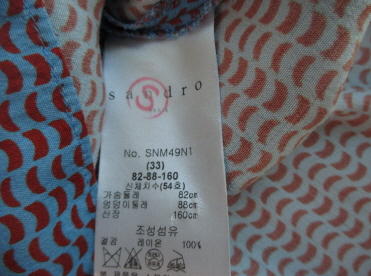 sandro
No. SNM49N1
(33)
82-88-160
신체치수(54호)
가슴둘레 82cm
엉덩이둘레 88cm
신장 160cm
조성섬유
겉감 레이온 100%